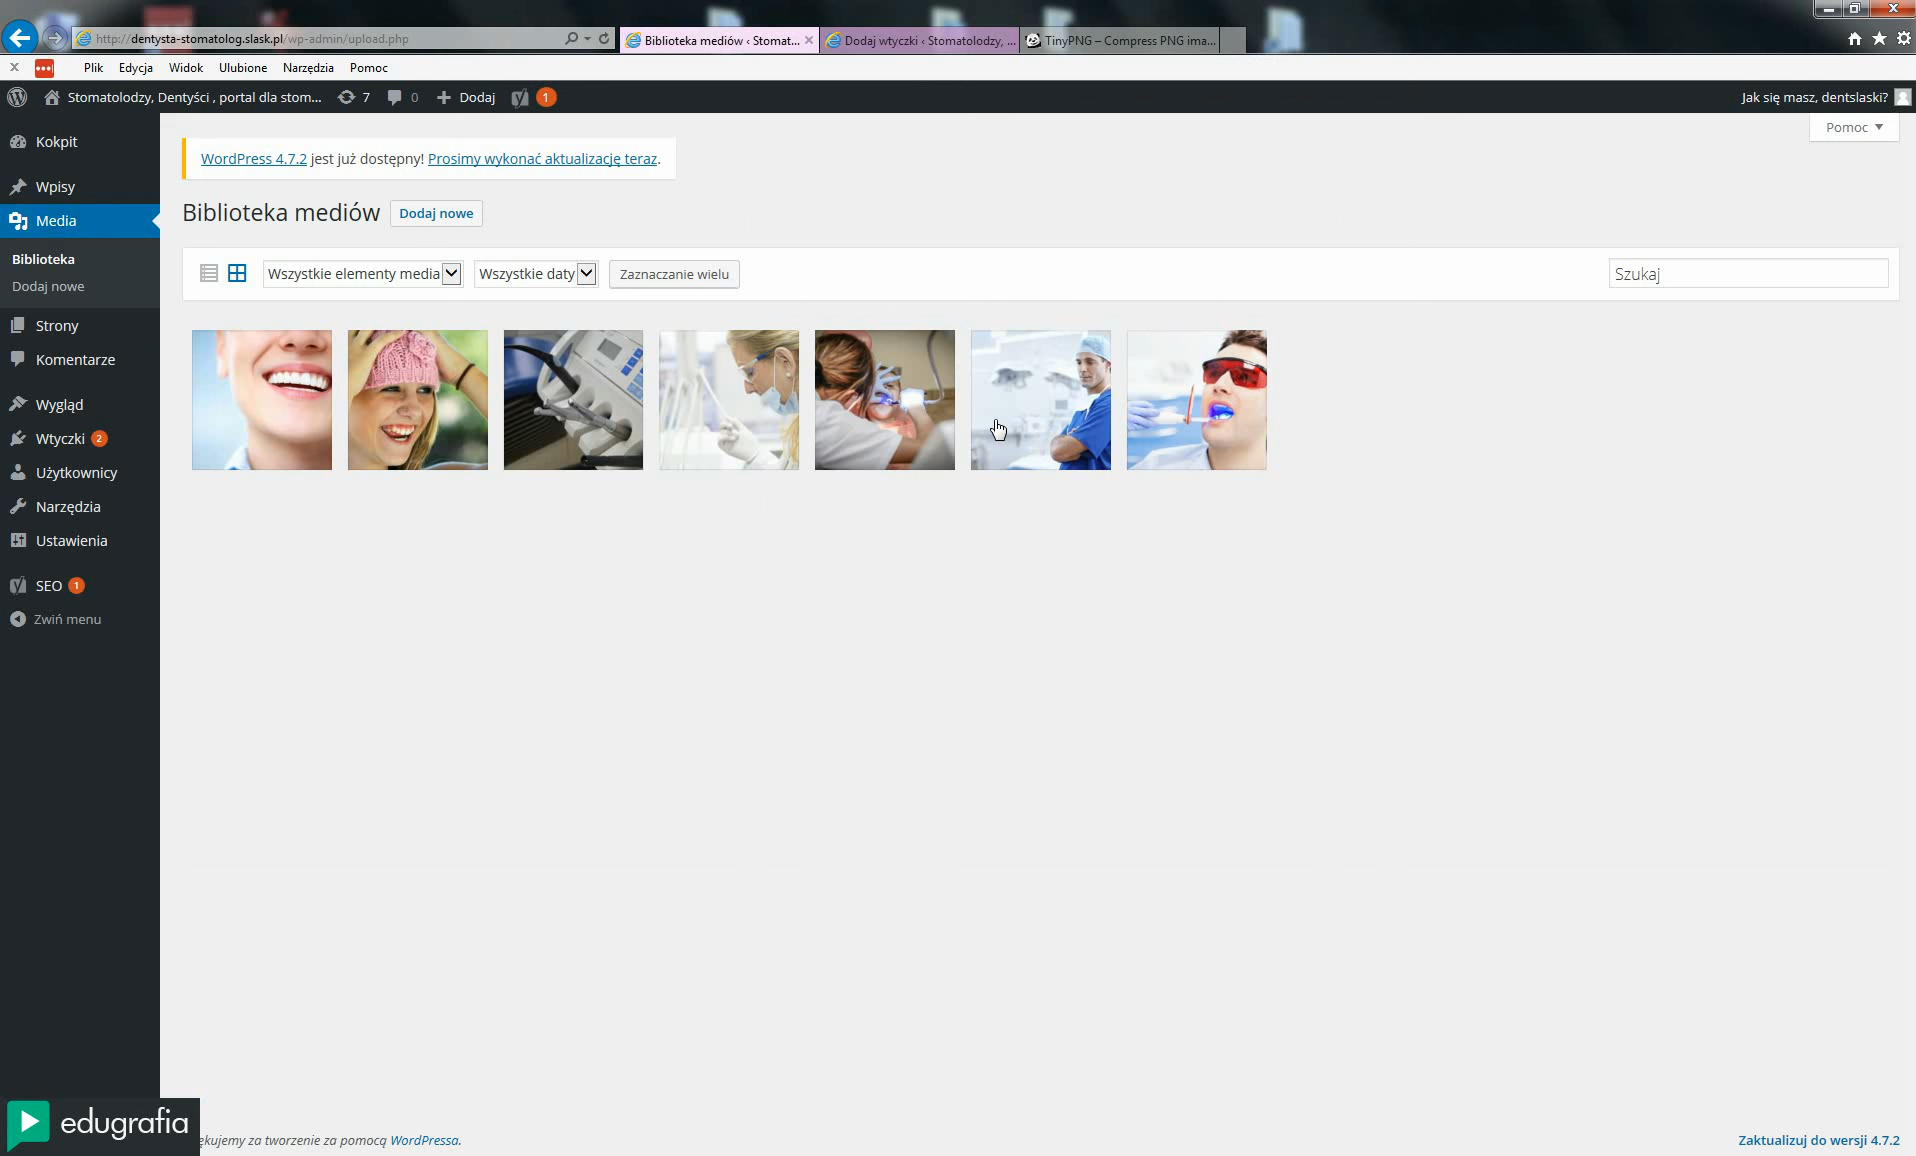 http://dentysta-stomatolog.slask.pl/wp-admin/upload.php
Biblioteka mediów ‹ Stomat...
Dodaj wtyczki ‹ Stomatolodzy, ...
TinyPNG – Compress PNG ima...
Plik Edycja Widok Ulubione Narzędzia Pomoc
Stomatolodzy, Dentyści , portal dla stom... 7 0 Dodaj 1
Jak się masz, dentslaski?
Pomoc
Kokpit
Wpisy
Media
Biblioteka
Dodaj nowe
Strony
Komentarze
Wygląd
Wtyczki 2
Użytkownicy
Narzędzia
Ustawienia
SEO 1
Zwiń menu
WordPress 4.7.2 jest już dostępny! Prosimy wykonać aktualizację teraz.
Biblioteka mediów Dodaj nowe
Wszystkie elementy media Wszystkie daty Zaznaczanie wielu Szukaj
edugrafia
ękujemy za tworzenie za pomocą WordPressa.
Zaktualizuj do wersji 4.7.2